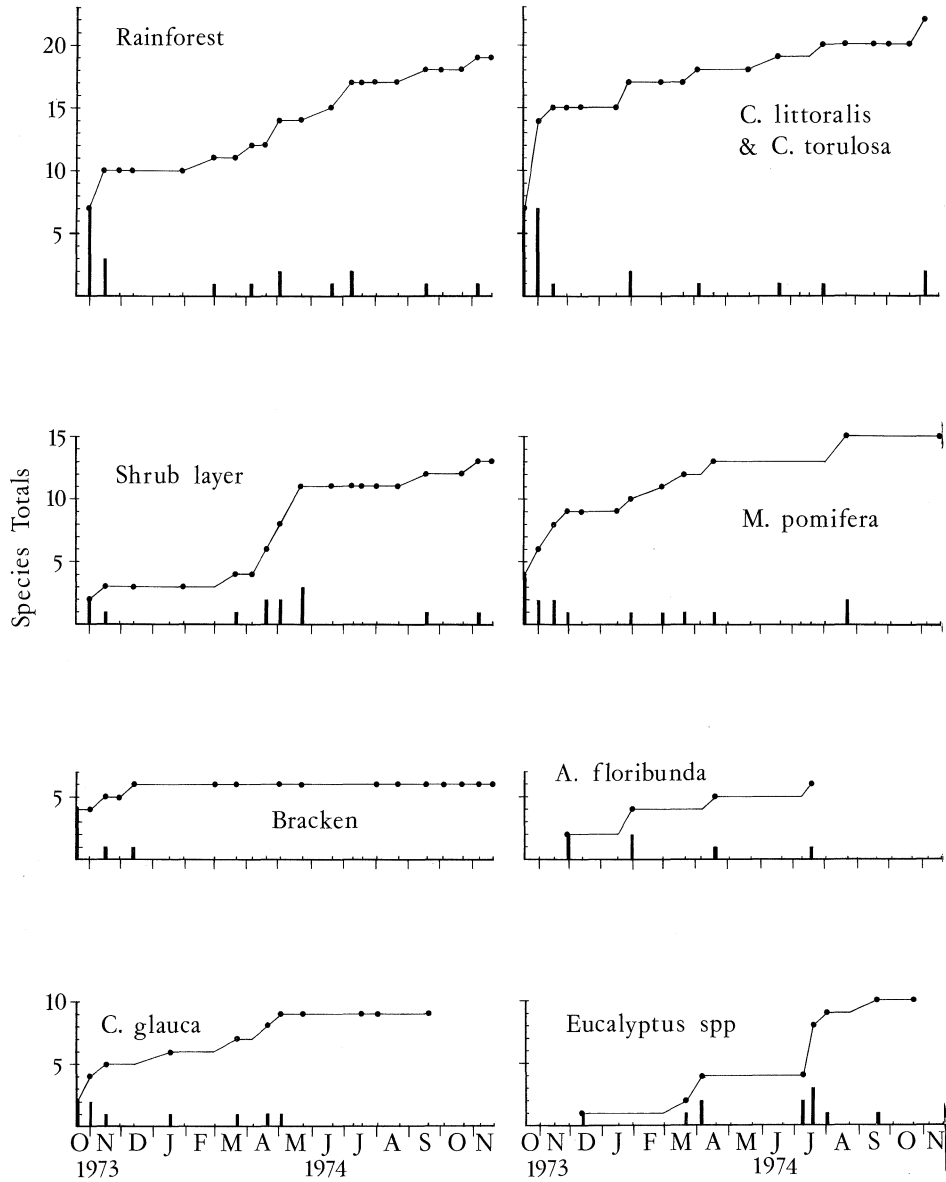 Rainforest
20
15
10
5
C. littoralis
& C. torulosa
Species Totals
15
10
5
Shrub layer
M. pomifera
5
Bracken
A. floribunda
10
5
C. glauca
Eucalyptus spp
O N D J F M A M J J A S O N
1973 1974
O N D J F M A M J J A S O N
1973 1974